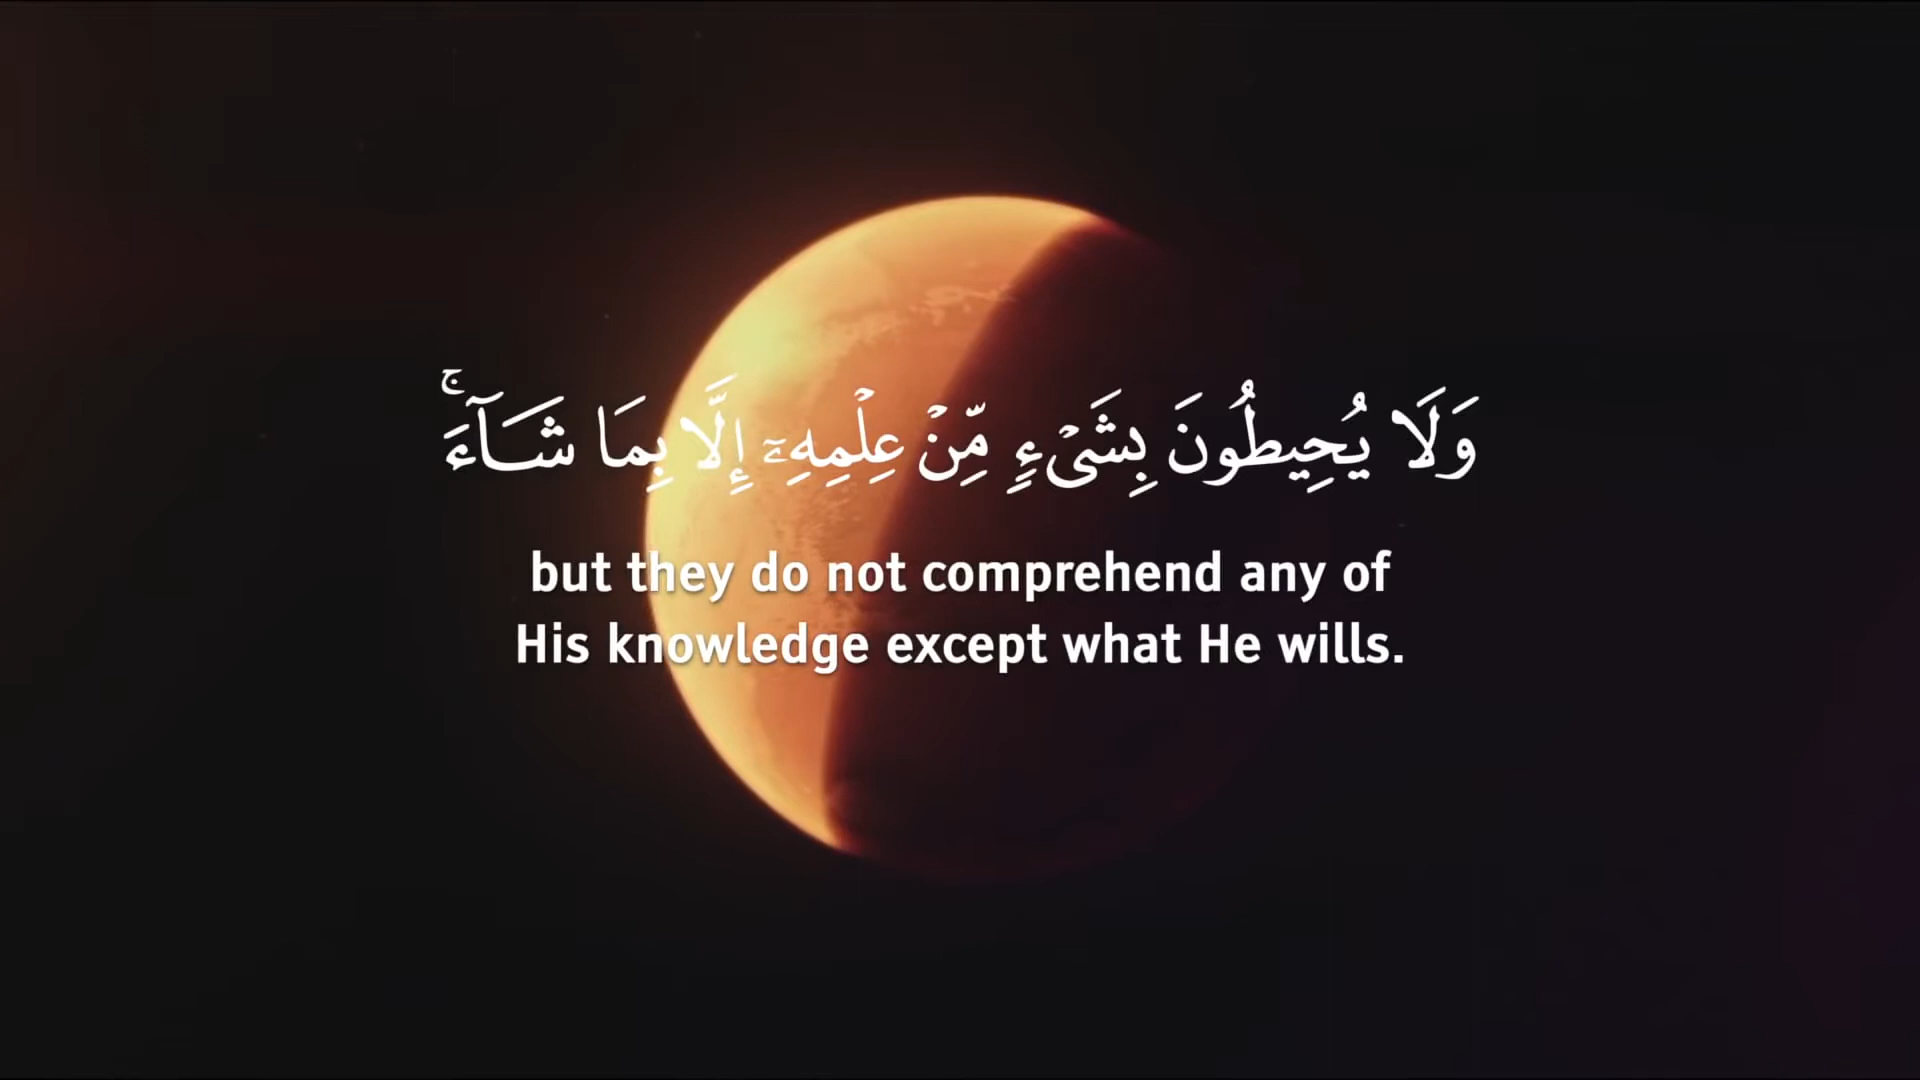 وَلَا يُحِيطُونَ بِشَىْءٍ مِّنْ عِلْمِهِۦٓ إِلَّا بِمَا شَآءَ ۚ
but they do not comprehend any of
His knowledge except what He wills.